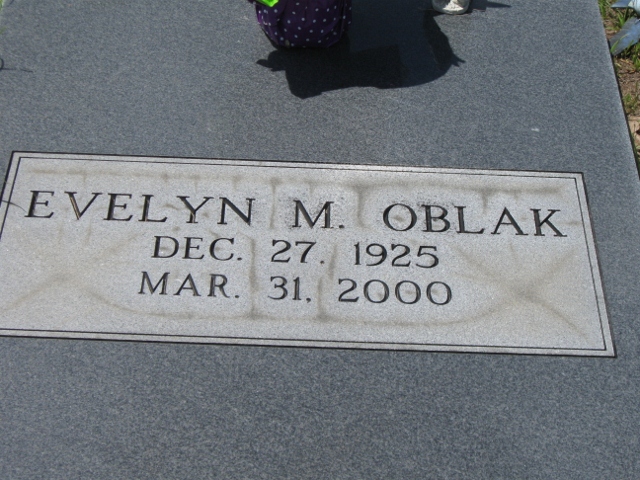 EVELYN M. OBLAK
DEC. 27. 1925
MAR. 31, 2000